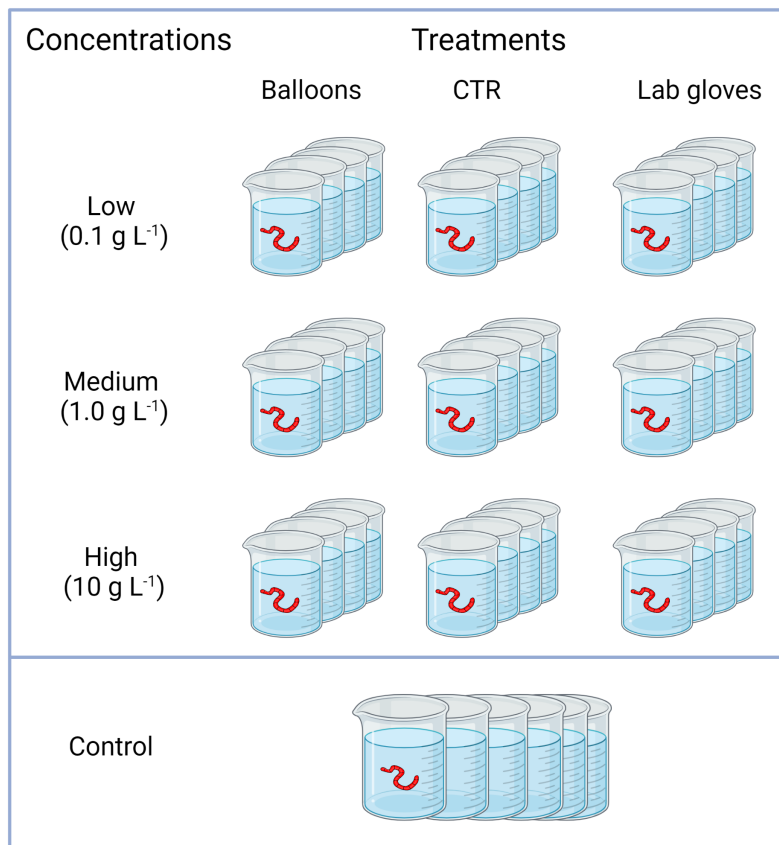 Concentrations
Treatments
Balloons
CTR
Lab gloves
Low
(0.1 g L⁻¹)
Medium
(1.0 g L⁻¹)
High
(10 g L⁻¹)
Control